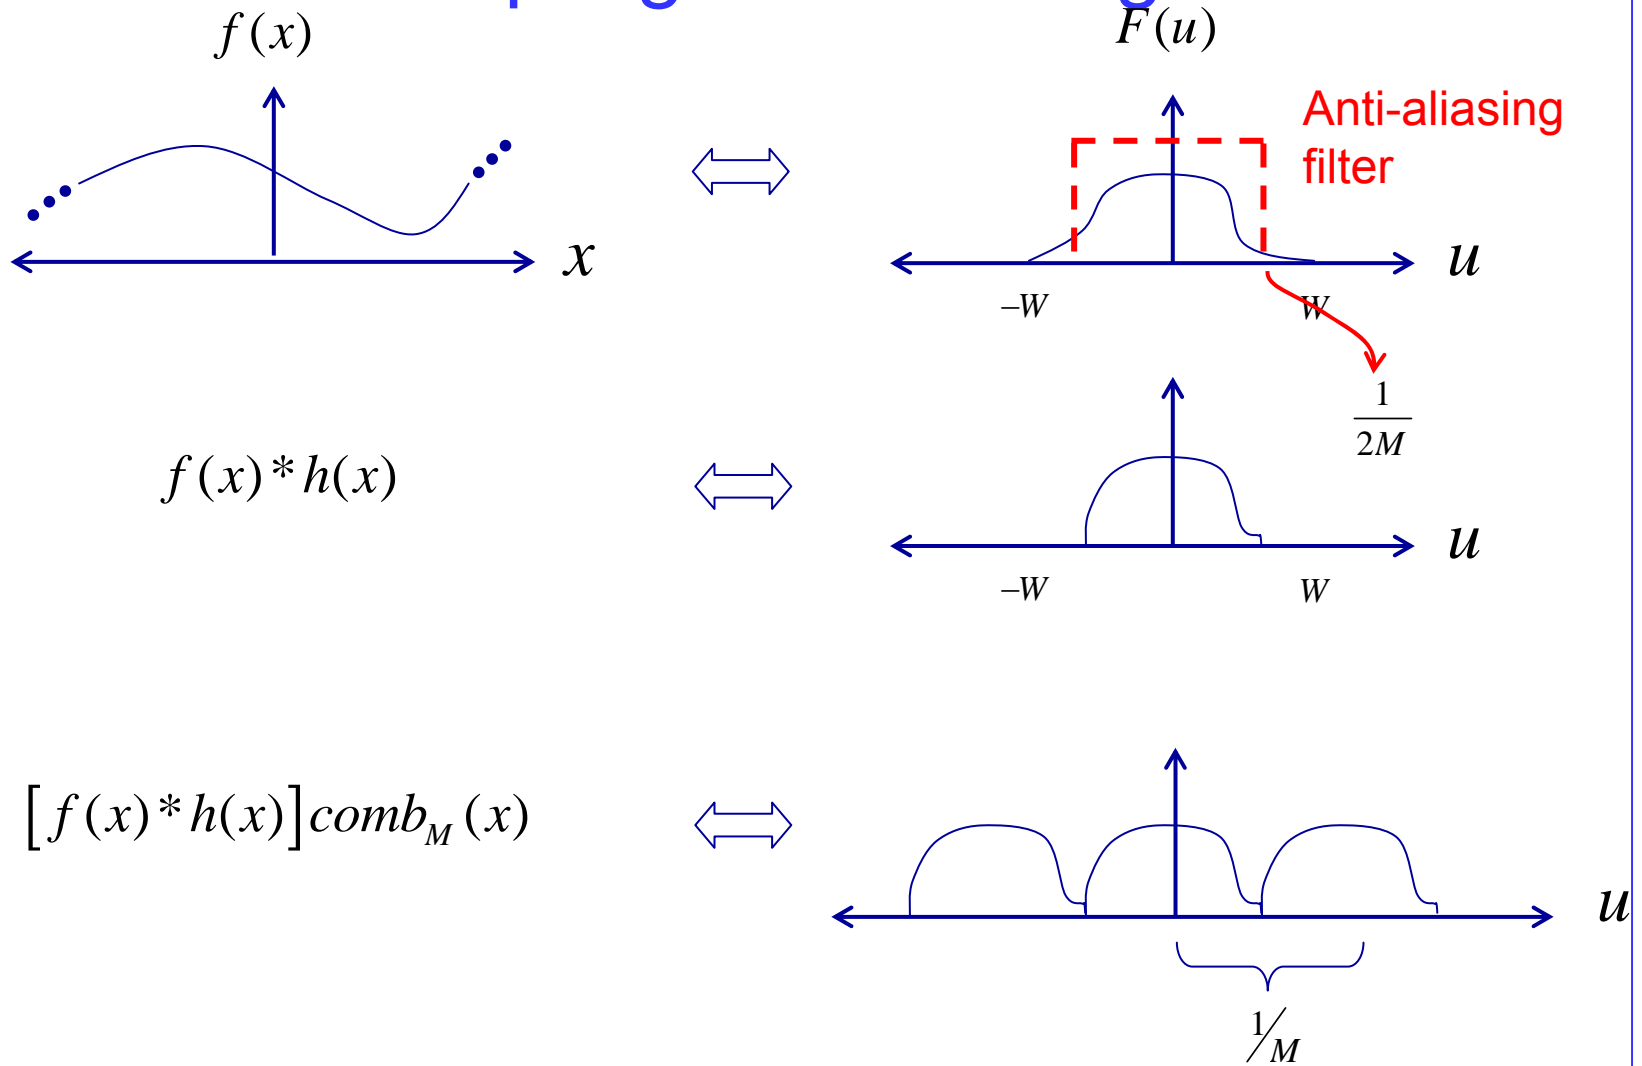 f(x)
F(u)
Anti-aliasing
filter
x
u
–W
W
1/2M
f(x)*h(x)
u
–W
W
[f(x)*h(x)]comb_M(x)
u
1/M